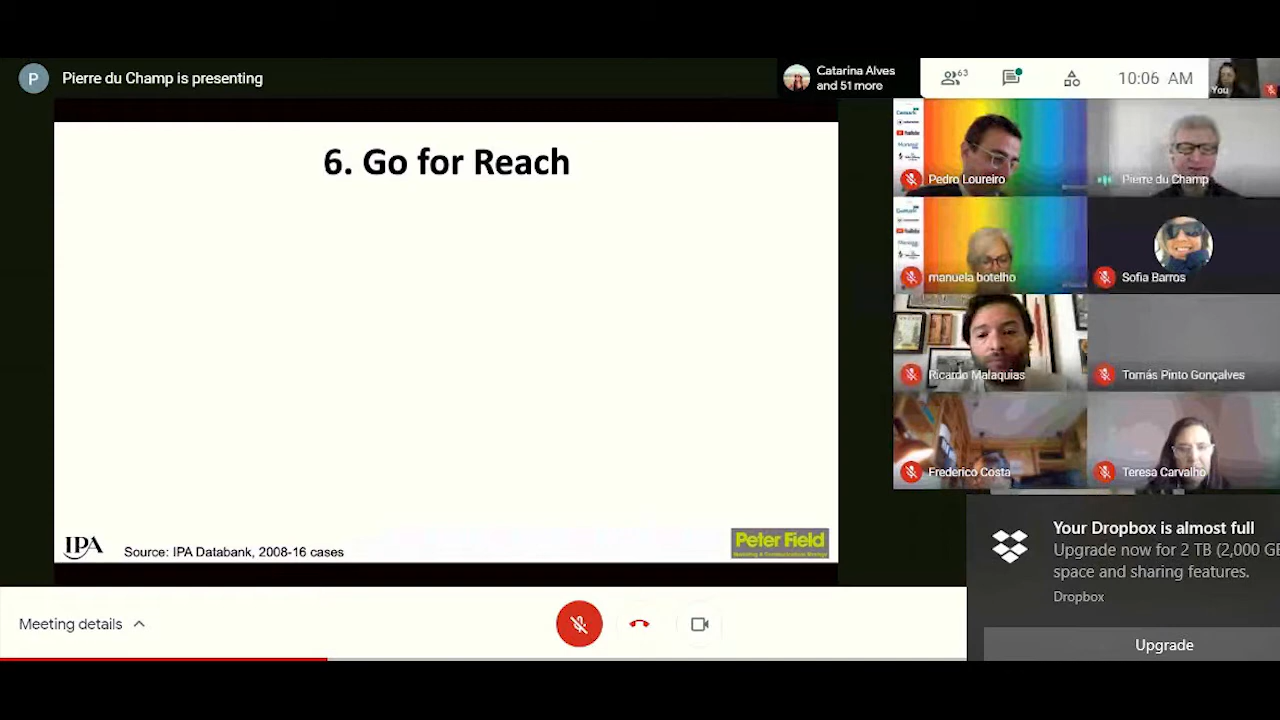 P
Pierre du Champ is presenting
Catarina Alves
and 51 more
63
10:06 AM
You
6. Go for Reach
IPA
Source: IPA Databank, 2008-16 cases
Peter Field
YouTube
Pedro Loureiro
Pierre du Champ
YouTube
manuela botelho
Sofia Barros
Ricardo Malaquias
Tomás Pinto Gonçalves
Frederico Costa
Teresa Carvalho
Your Dropbox is almost full
Upgrade now for 2 TB (2,000 GB
space and sharing features.
Dropbox
Upgrade
Meeting details